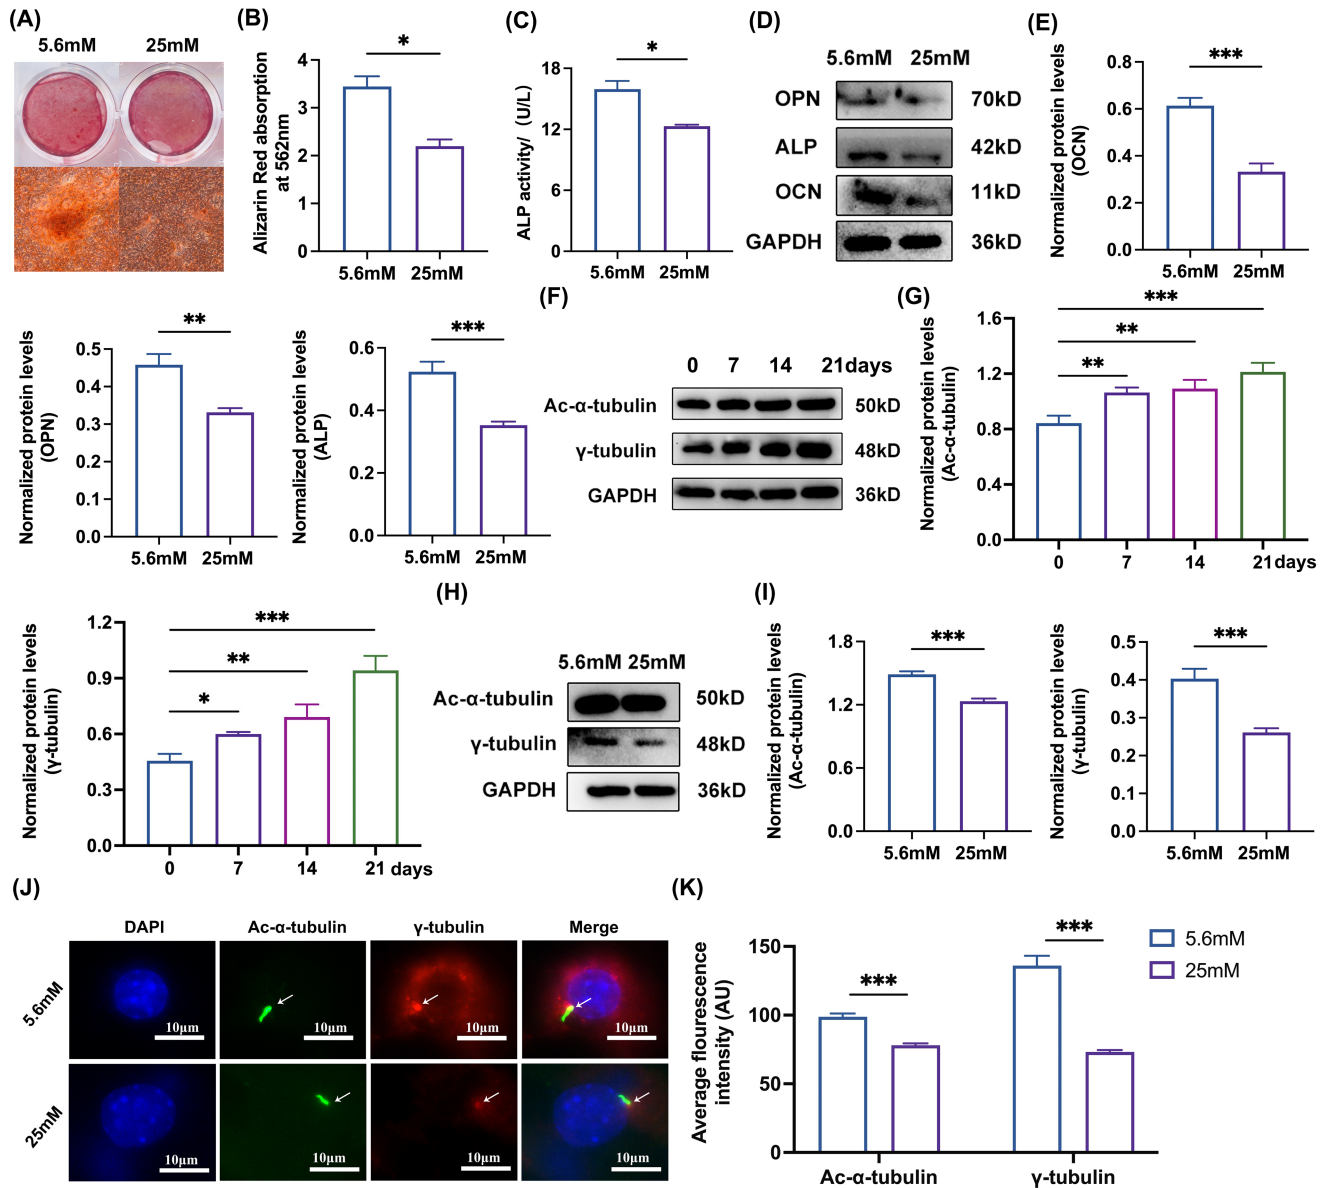 (A)
5.6mM 25mM
(B)
Alizarin Red absorption
at 562nm
4
3
2
1
0
*
5.6mM 25mM
(C)
ALP activity/ (U/L)
18
12
6
0
*
5.6mM 25mM
(D)
5.6mM 25mM
OPN 70kD
ALP 42kD
OCN 11kD
GAPDH 36kD
(E)
Normalized protein levels
(OCN)
0.8
0.6
0.4
0.2
0.0
***
5.6mM 25mM
Normalized protein levels
(OPN)
0.5
0.4
0.3
0.2
0.1
0.0
**
5.6mM 25mM
Normalized protein levels
(ALP)
0.6
0.4
0.2
0.0
***
5.6mM 25mM
(F)
0 7 14 21days
Ac-α-tubulin 50kD
γ-tubulin 48kD
GAPDH 36kD
(G)
Normalized protein levels
(Ac-α-tubulin)
1.6
1.2
0.8
0.4
0.0
***
**
**
0 7 14 21days
Normalized protein levels
(γ-tubulin)
1.2
0.9
0.6
0.3
0.0
***
**
*
0 7 14 21 days
(H)
5.6mM 25mM
Ac-α-tubulin 50kD
γ-tubulin 48kD
GAPDH 36kD
(I)
Normalized protein levels
(Ac-α-tubulin)
1.8
1.2
0.6
0.0
***
5.6mM 25mM
Normalized protein levels
(γ-tubulin)
0.5
0.4
0.3
0.2
0.1
0.0
***
5.6mM 25mM
(J)
DAPI Ac-α-tubulin γ-tubulin Merge
5.6mM
10μm 10μm 10μm 10μm
25mM
10μm 10μm 10μm 10μm
(K)
Average flourescence
intensity (AU)
150
100
50
0
***
***
5.6mM
25mM
Ac-α-tubulin γ-tubulin